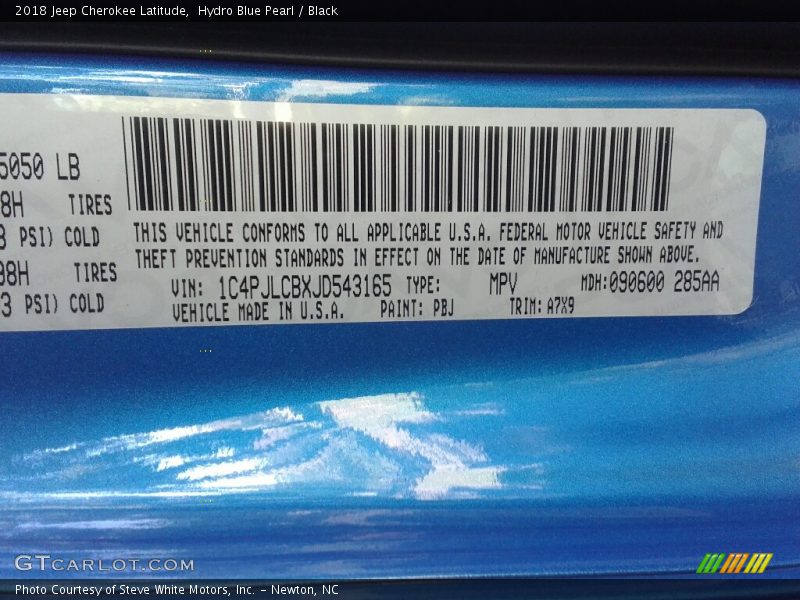 2018 Jeep Cherokee Latitude,  Hydro Blue Pearl / Black
5050 LB
8H TIRES
PSI) COLD
98H TIRES
3 PSI) COLD
THIS VEHICLE CONFORMS TO ALL APPLICABLE U.S.A. FEDERAL MOTOR VEHICLE SAFETY AND
THEFT PREVENTION STANDARDS IN EFFECT ON THE DATE OF MANUFACTURE SHOWN ABOVE.
VIN: 1C4PJLCBXJD543165 TYPE: MPV MDH:090600 285AA
VEHICLE MADE IN U.S.A. PAINT: PBJ TRIM: A7X9
GTCARLOT.COM
Photo Courtesy of Steve White Motors, Inc. – Newton, NC